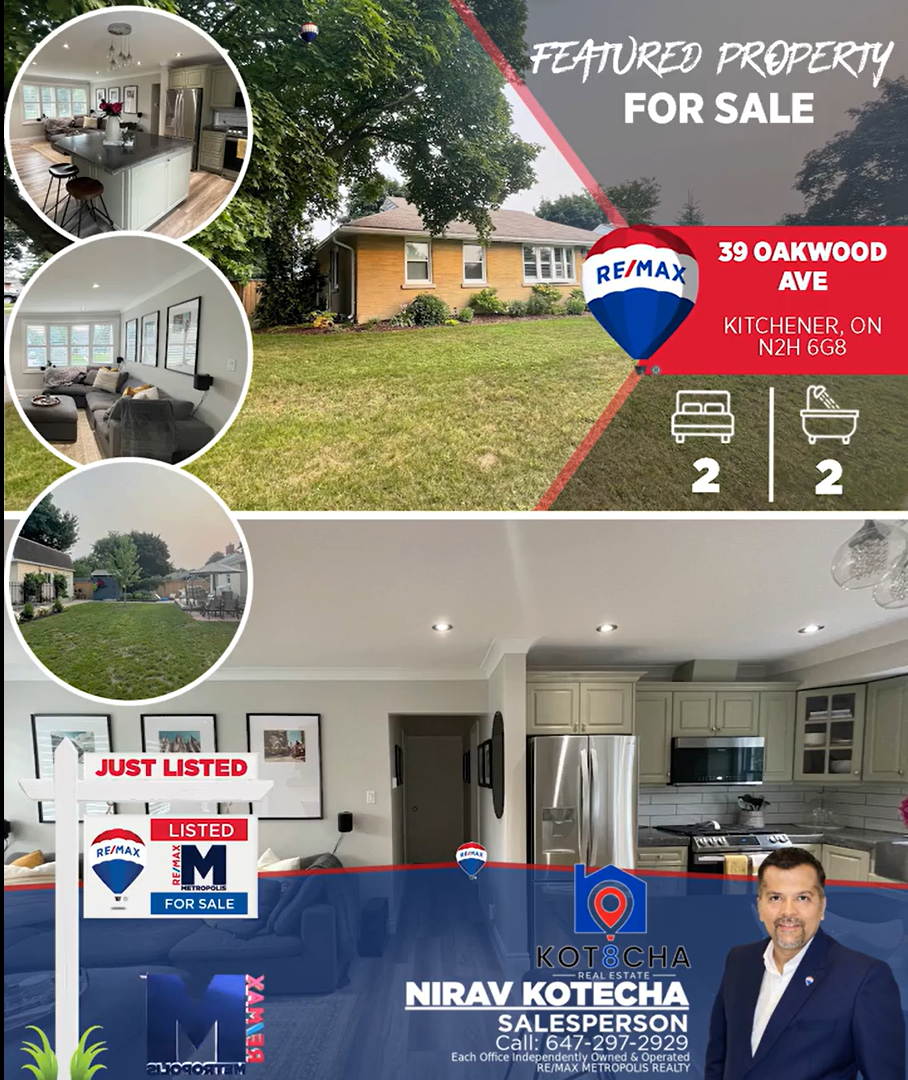 FEATURED PROPERTY
FOR SALE
RE/MAX
39 OAKWOOD
AVE
KITCHENER, ON
N2H 6G8
2
2
JUST LISTED
RE/MAX
LISTED
RE/MAX
M
METROPOLIS
FOR SALE
RE/MAX
KOT8CHA
REAL ESTATE
NIRAV KOTECHA
SALESPERSON
Call: 647-297-2929
Each Office Independently Owned & Operated
RE/MAX METROPOLIS REALTY
M
RE/MAX
METROPOLIS